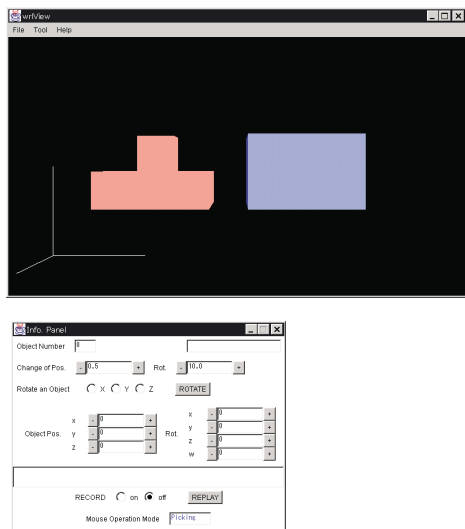 wrlView
File Tool Help
Info. Panel
Object Number 0
Change of Pos. - 0.5 + Rot. - 10.0 +
Rotate an Object X Y Z ROTATE
x - 0 + x - 0 +
Object Pos. y - 0 + Rot. y - 0 +
z - 0 + z - 0 +
w - 0 +
RECORD on off REPLAY
Mouse Operation Mode Picking